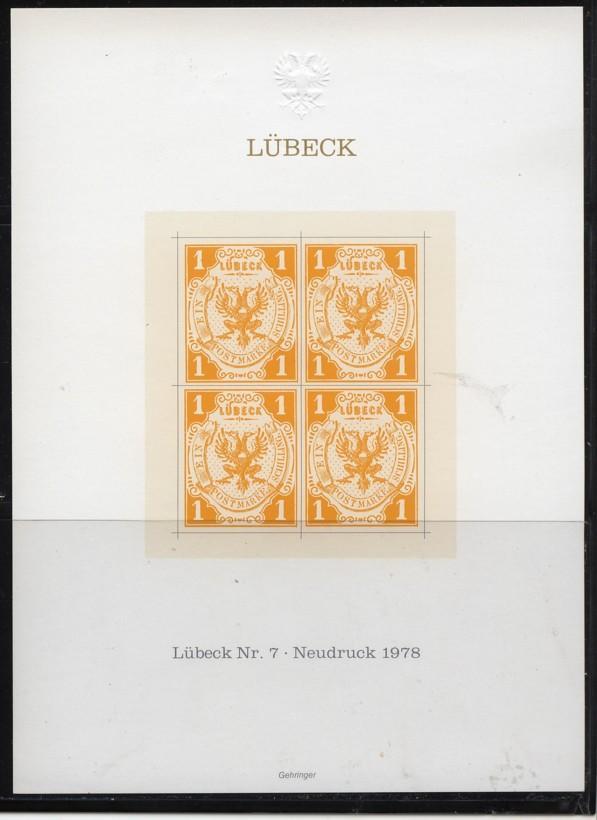 LÜBECK
1 1 1 1
LÜBECK LÜBECK
EIN POSTMARKE SCHILLING EIN POSTMARKE SCHILLING
1 1 1 1
1 1 1 1
LÜBECK LÜBECK
EIN POSTMARKE SCHILLING EIN POSTMARKE SCHILLING
1 1 1 1
Lübeck Nr. 7 · Neudruck 1978
Gehringer